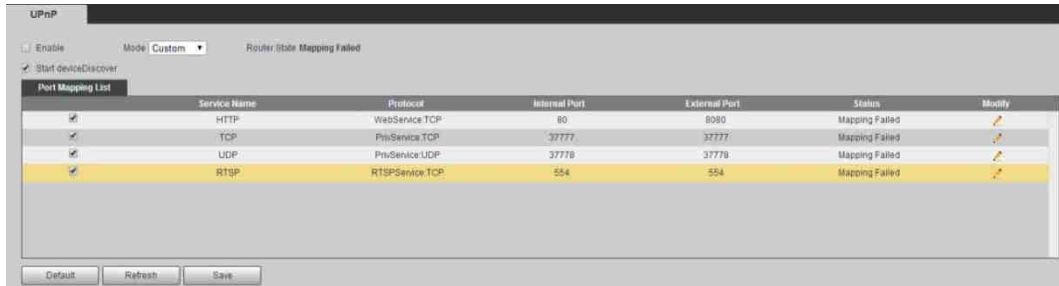 UPnP
Enable Mode Custom Router State Mapping Failed
Start deviceDiscover
Port Mapping List
Service Name Protocol Internal Port External Port Status Modify
HTTP WebService:TCP 80 8080 Mapping Failed
TCP PrivService:TCP 37777 37777 Mapping Failed
UDP PrivService:UDP 37778 37778 Mapping Failed
RTSP RTSPService:TCP 554 554 Mapping Failed
Default Refresh Save